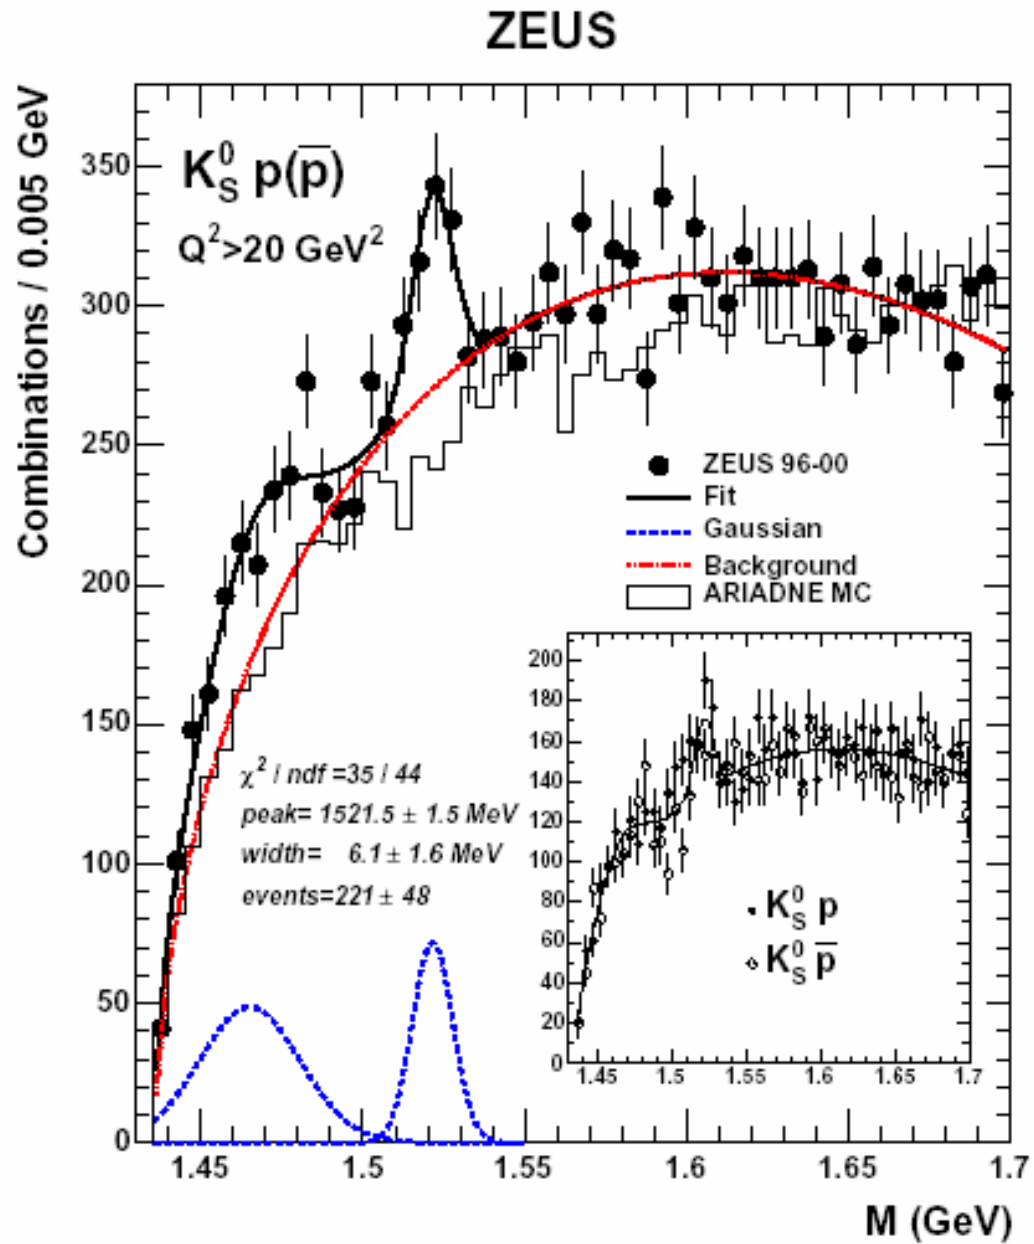 ZEUS
Combinations / 0.005 GeV
K⁰_S p(p̅)
Q²>20 GeV²
350
300
250
200
150
100
50
0
ZEUS 96-00
Fit
Gaussian
Background
ARIADNE MC
χ² / ndf =35 / 44
peak= 1521.5 ± 1.5 MeV
width= 6.1 ± 1.6 MeV
events=221 ± 48
200
180
160
140
120
100
80
60
40
20
0
K⁰_S p
K⁰_S p̅
1.45 1.5 1.55 1.6 1.65 1.7
1.45 1.5 1.55 1.6 1.65 1.7
M (GeV)